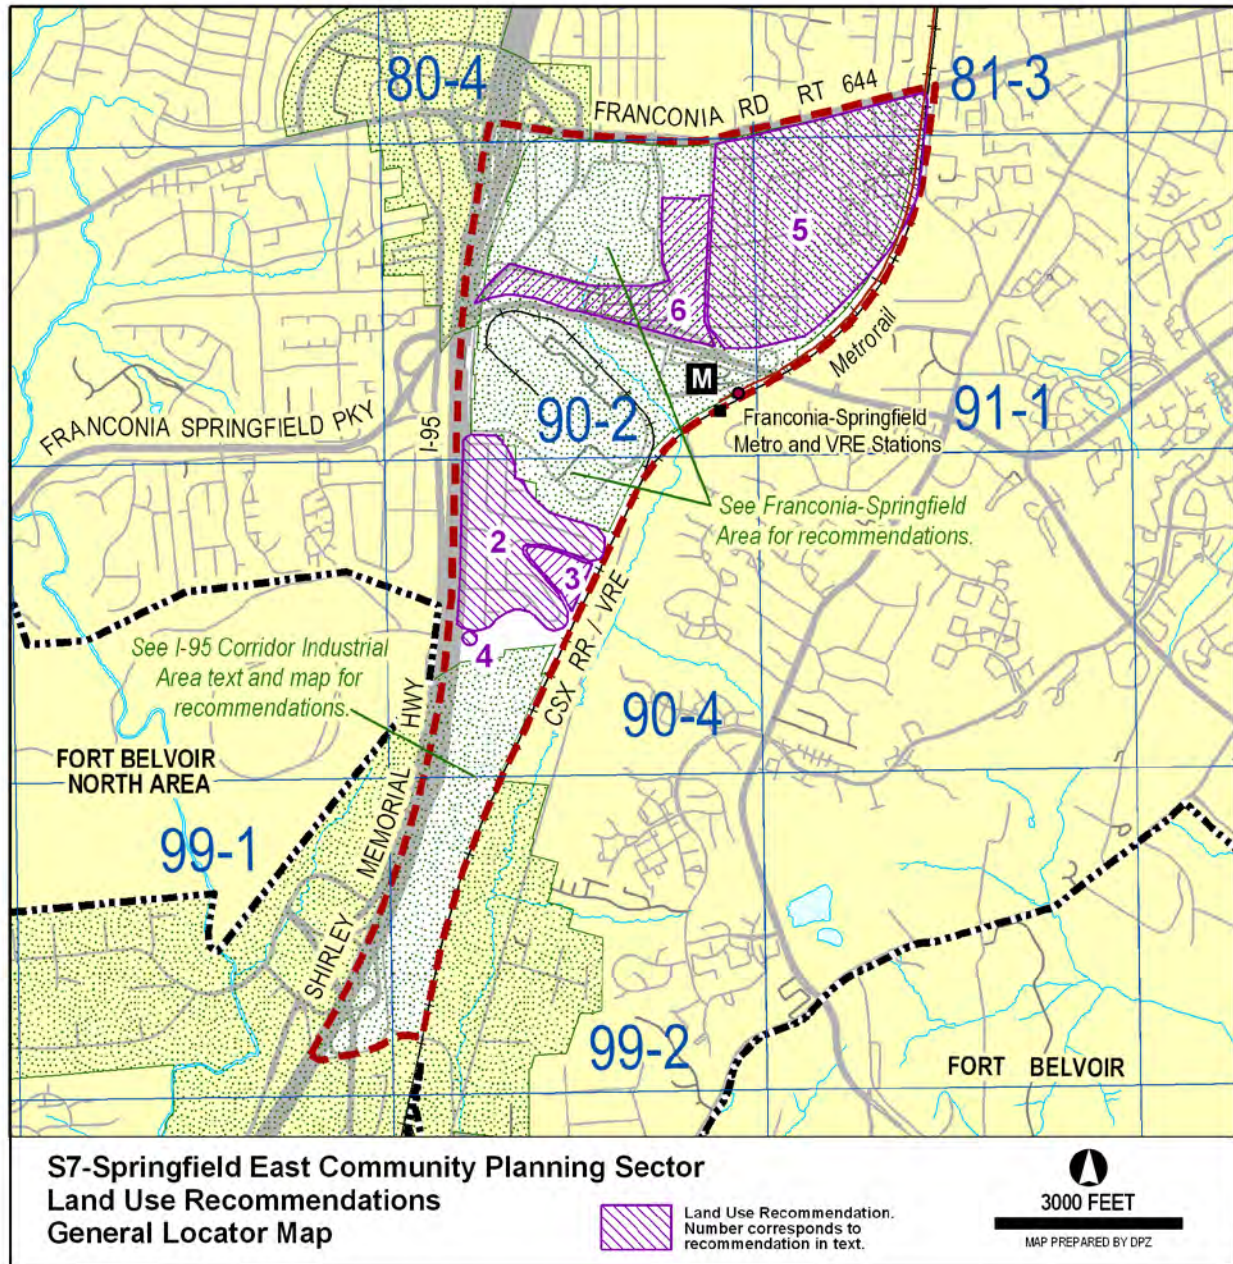 80-4
81-3
FRANCONIA RD RT 644
5
6
Metrorail
M
FRANCONIA SPRINGFIELD PKY
I-95
90-2
91-1
Franconia-Springfield
Metro and VRE Stations
See Franconia-Springfield
Area for recommendations.
2
3
4
CSX RR / VRE
See I-95 Corridor Industrial
Area text and map for
recommendations.
90-4
FORT BELVOIR
NORTH AREA
99-1
SHIRLEY MEMORIAL HWY
99-2
FORT BELVOIR
S7-Springfield East Community Planning Sector
Land Use Recommendations
General Locator Map
Land Use Recommendation.
Number corresponds to
recommendation in text.
3000 FEET
MAP PREPARED BY DPZ